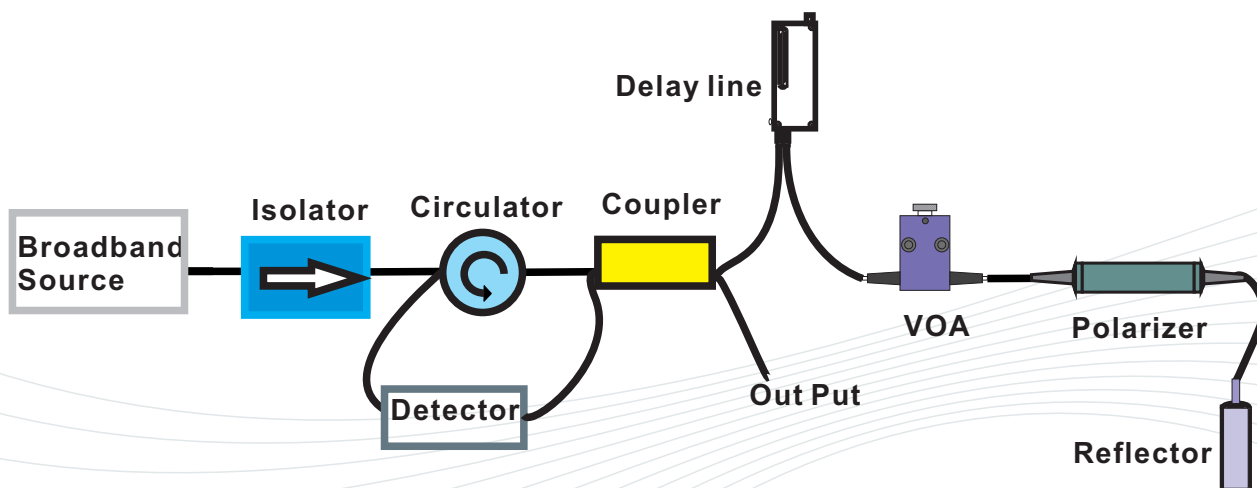 Delay line
Isolator
Circulator
Coupler
Broadband
Source
VOA
Polarizer
Out Put
Detector
Reflector